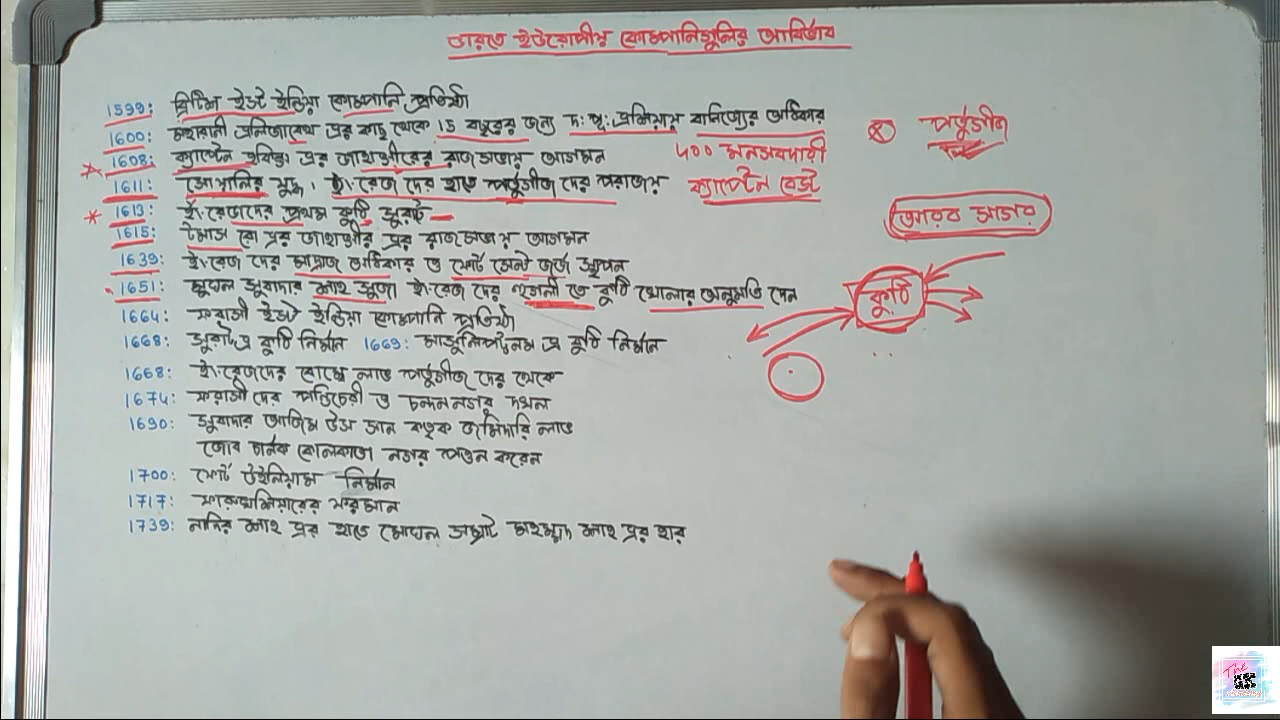 ভারতে ইউরোপীয় কোম্পানিগুলির আবির্ভাব
1599: ব্রিটিশ ইস্ট ইন্ডিয়া কোম্পানি প্রতিষ্ঠা
1600: মহারানী এলিজাবেথ এর কাছ থেকে 15 বছরের জন্য দ: পূ: এশিয়ায় বানিজ্যের অধিকার
1608: ক্যাপ্টেন হকিন্স এর জাহাঙ্গীরের রাজসভায় আগমন
৫০০ মনসবদারী
1611: সোয়ালির যুদ্ধ, ইংরেজ দের হাতে পর্তুগীজ দের পরাজয়
ক্যাপ্টেন বেস্ট
1613: ইংরেজদের প্রথম কুঠি সুরাট
1615: টমাস রো এর জাহাঙ্গীর এর রাজসভায় আগমন
1639: ইংরেজ দের মাদ্রাজ অধিকার ও ফোর্ট সেন্ট জর্জ স্থাপন
1651: মুঘল সুবাদার শাহ সুজা ইংরেজ দের হুগলী তে কুঠি খোলার অনুমতি দেন
1664: ফরাসী ইস্ট ইন্ডিয়া কোম্পানি প্রতিষ্ঠা
1668: সুরাট এ কুঠি নির্মান 1669: মাসুলিপট্টনম এ কুঠি নির্মান
1668: ইংরেজদের বোম্বে লাভ পর্তুগীজ দের থেকে
1674: ফরাসী দের পন্ডিচেরী ও চন্দননগর দখল
1690: সুবাদার আজিম উস সান কতৃক জমিদারি লাভ
জোব চার্নক কোলকাতা নগর পত্তন করেন
1700: ফোর্ট উইলিয়াম নির্মান
1717: ফারুখশিয়ারের ফরমান
1739: নাদির শাহ এর হাতে মোঘল সম্রাট মহম্মদ শাহ এর হার
পর্তুগীজ
আরব সাগর
কুঠি
The